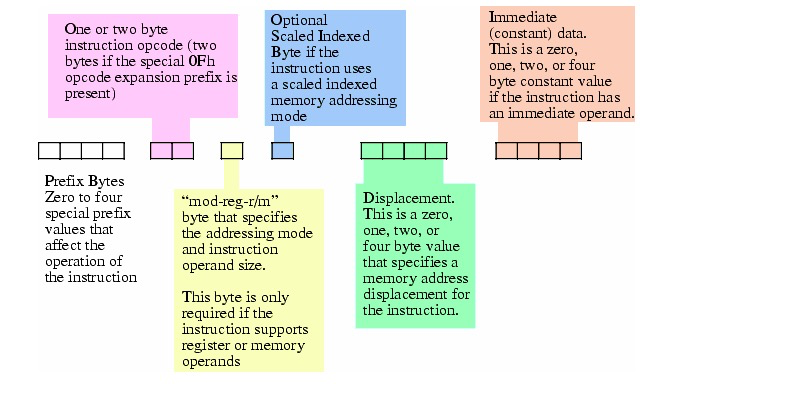 One or two byte
instruction opcode (two
bytes if the special 0Fh
opcode expansion prefix is
present)
Optional
Scaled Indexed
Byte if the
instruction uses
a scaled indexed
memory addressing
mode
Immediate
(constant) data.
This is a zero,
one, two, or four
byte constant value
if the instruction has
an immediate operand.
Prefix Bytes
Zero to four
special prefix
values that
affect the
operation of
the instruction
“mod-reg-r/m”
byte that specifies
the addressing mode
and instruction
operand size.
This byte is only
required if the
instruction supports
register or memory
operands
Displacement.
This is a zero,
one, two, or
four byte value
that specifies a
memory address
displacement for
the instruction.